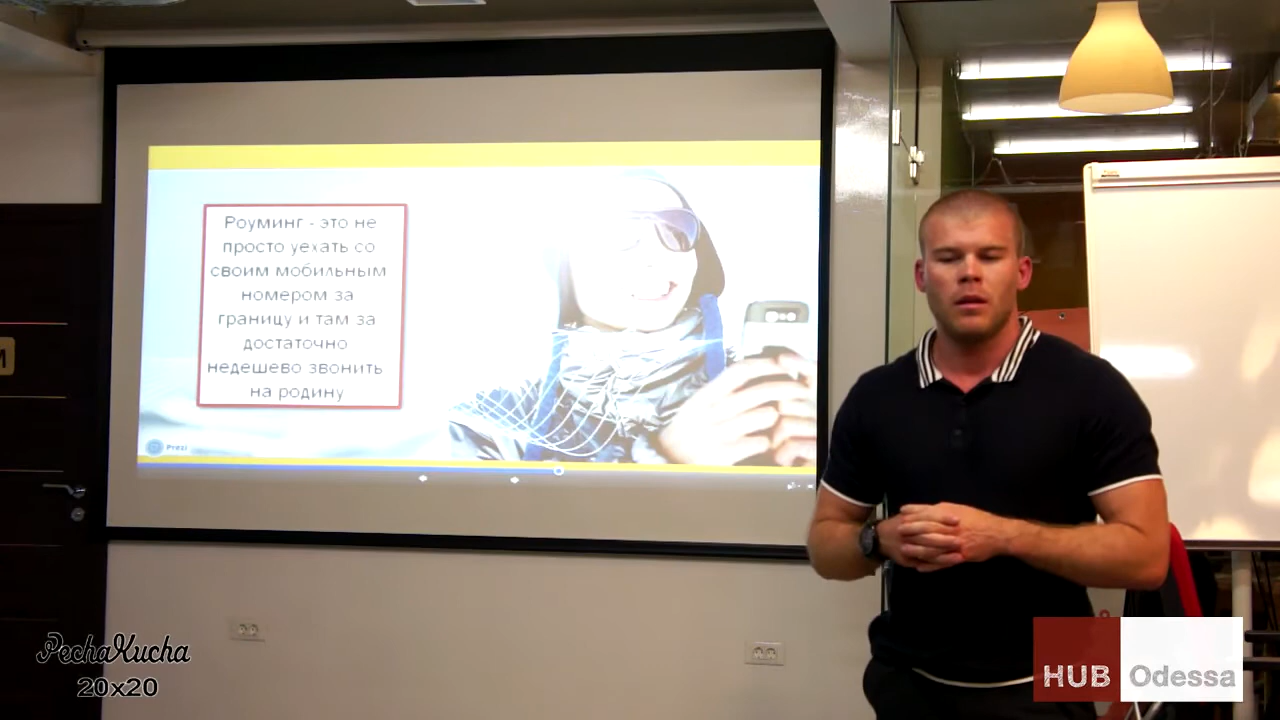 Роуминг - это не
просто уехать со
своим мобильным
номером за
границу и там за
достаточно
недешево звонить
на родину
Prezi
PechaKucha
20x20
HUB Odessa